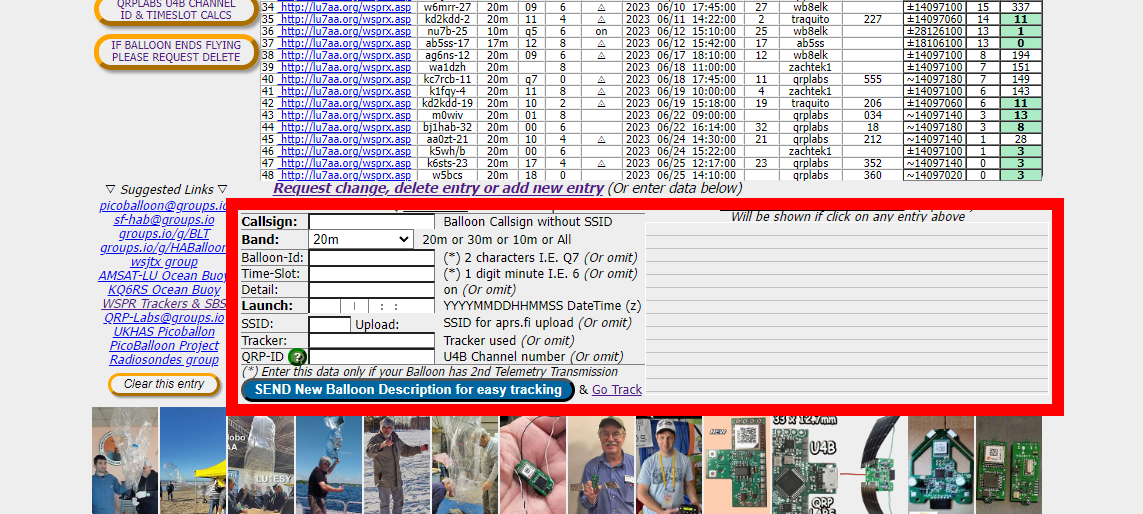 QRPLABS U4B CHANNEL
ID & TIMESLOT CALCS
IF BALLOON ENDS FLYING
PLEASE REQUEST DELETE
34 http://lu7aa.org/wsprx.asp w6mrr-27 20m 09 6 ⚠ 2023 06/10 17:45:00 27 wb8elk ±14097100 15 337
35 http://lu7aa.org/wsprx.asp kd2kdd-2 20m 11 4 ⚠ 2023 06/11 14:22:00 2 traquito 227 ±14097060 14 11
36 http://lu7aa.org/wsprx.asp nu7b-25 10m q5 6 on 2023 06/12 15:10:00 25 wb8elk ±28126100 13 1
37 http://lu7aa.org/wsprx.asp ab5ss-17 17m 12 8 ⚠ 2023 06/12 15:42:00 17 ab5ss ±18106100 13 0
38 http://lu7aa.org/wsprx.asp ag6ns-12 20m 09 6 ⚠ 2023 06/17 18:10:00 12 wb8elk ±14097100 8 194
39 http://lu7aa.org/wsprx.asp wa1dzh 20m 8 2023 06/18 11:00:00 zachtek1 ±14097100 7 151
40 http://lu7aa.org/wsprx.asp kc7rcb-11 20m q7 0 ⚠ 2023 06/18 17:45:00 11 qrplabs 555 ~14097180 7 149
41 http://lu7aa.org/wsprx.asp k1fqy-4 20m 8 ⚠ 2023 06/19 10:00:00 4 zachtek1 ±14097100 6 143
42 http://lu7aa.org/wsprx.asp kd2kdd-19 20m 10 2 ⚠ 2023 06/19 15:18:00 19 traquito 206 ±14097060 6 11
43 http://lu7aa.org/wsprx.asp m0wiv 20m 01 8 2023 06/22 09:00:00 qrplabs 034 ~14097140 3 13
44 http://lu7aa.org/wsprx.asp bj1hab-32 20m 00 6 2023 06/22 16:14:00 32 qrplabs 18 ~14097180 3 8
45 http://lu7aa.org/wsprx.asp aa0zt-21 20m 10 4 ⚠ 2023 06/24 14:30:00 21 qrplabs 212 ~14097140 1 28
46 http://lu7aa.org/wsprx.asp k5wh/b 20m 00 6 2023 06/24 15:22:00 zachtek1 ±14097100 1 3
47 http://lu7aa.org/wsprx.asp k6sts-23 20m 17 4 ⚠ 2023 06/25 12:17:00 23 qrplabs 352 ~14097140 0 3
48 http://lu7aa.org/wsprx.asp w5bcs 20m 18 0 2023 06/25 14:10:00 qrplabs 360 ~14097020 0 3
▽ Suggested Links ▽
picoballoon@groups.io
sf-hab@groups.io
groups.io/g/BLT
groups.io/g/HABalloon
wsjtx group
AMSAT-LU Ocean Buoy
KQ6RS Ocean Buoy
WSPR Trackers & SBS
QRP-Labs@groups.io
UKHAS Picoballon
PicoBalloon Project
Radiosondes group
Clear this entry
Request change, delete entry or add new entry (Or enter data below)
Callsign: Balloon Callsign without SSID
Band: 20m 20m or 30m or 10m or All
Balloon-Id: (*) 2 characters I.E. Q7 (Or omit)
Time-Slot: (*) 1 digit minute I.E. 6 (Or omit)
Detail: on (Or omit)
Launch: : : YYYYMMDDHHMMSS DateTime (z)
SSID: Upload: SSID for aprs.fi upload (Or omit)
Tracker: Tracker used (Or omit)
QRP-ID ? U4B Channel number (Or omit)
(*) Enter this data only if your Balloon has 2nd Telemetry Transmission
SEND New Balloon Description for easy tracking & Go Track
Will be shown if click on any entry above
LU7ESY
NEW
33 x 12,7mm
U4B
QRP